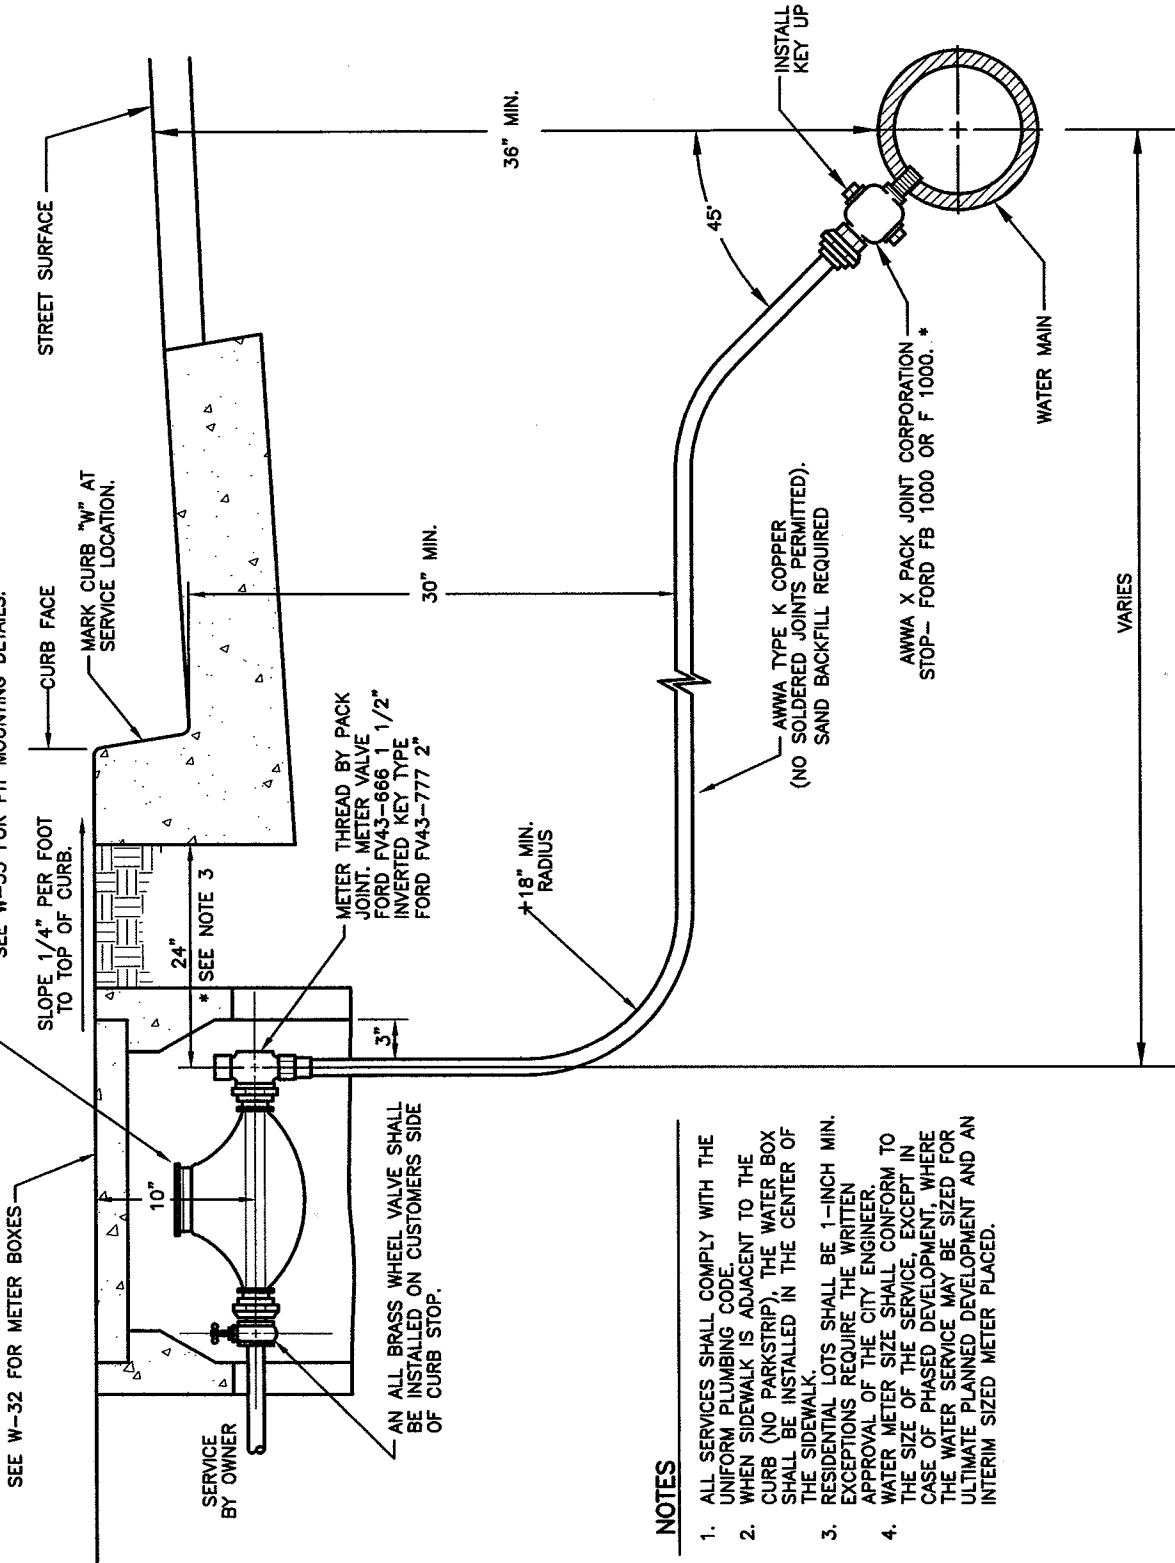 SEE W-32 FOR METER BOXES
SLOPE 1/4" PER FOOT
TO TOP OF CURB.
CURB FACE
MARK CURB "W" AT
SERVICE LOCATION.
STREET SURFACE
24"
* SEE NOTE 3
10"
3"
METER THREAD BY PACK
JOINT. METER VALVE
FORD FV43-666 1 1/2"
INVERTED KEY TYPE
FORD FV43-777 2"
30" MIN.
36" MIN.
45°
INSTALL
KEY UP
SERVICE
BY OWNER
AN ALL BRASS WHEEL VALVE SHALL
BE INSTALLED ON CUSTOMERS SIDE
OF CURB STOP.
+18" MIN.
RADIUS
AWWA TYPE K COPPER
(NO SOLDERED JOINTS PERMITTED).
SAND BACKFILL REQUIRED
AWWA X PACK JOINT CORPORATION
STOP- FORD FB 1000 OR F 1000. *
WATER MAIN
VARIES
NOTES
1. ALL SERVICES SHALL COMPLY WITH THE
UNIFORM PLUMBING CODE.
2. WHEN SIDEWALK IS ADJACENT TO THE
CURB (NO PARKSTRIP), THE WATER BOX
SHALL BE INSTALLED IN THE CENTER OF
THE SIDEWALK.
3. RESIDENTIAL LOTS SHALL BE 1-INCH MIN.
EXCEPTIONS REQUIRE THE WRITTEN
APPROVAL OF THE CITY ENGINEER.
4. WATER METER SIZE SHALL CONFORM TO
THE SIZE OF THE SERVICE, EXCEPT IN
CASE OF PHASED DEVELOPMENT, WHERE
THE WATER SERVICE MAY BE SIZED FOR
ULTIMATE PLANNED DEVELOPMENT AND AN
INTERIM SIZED METER PLACED.